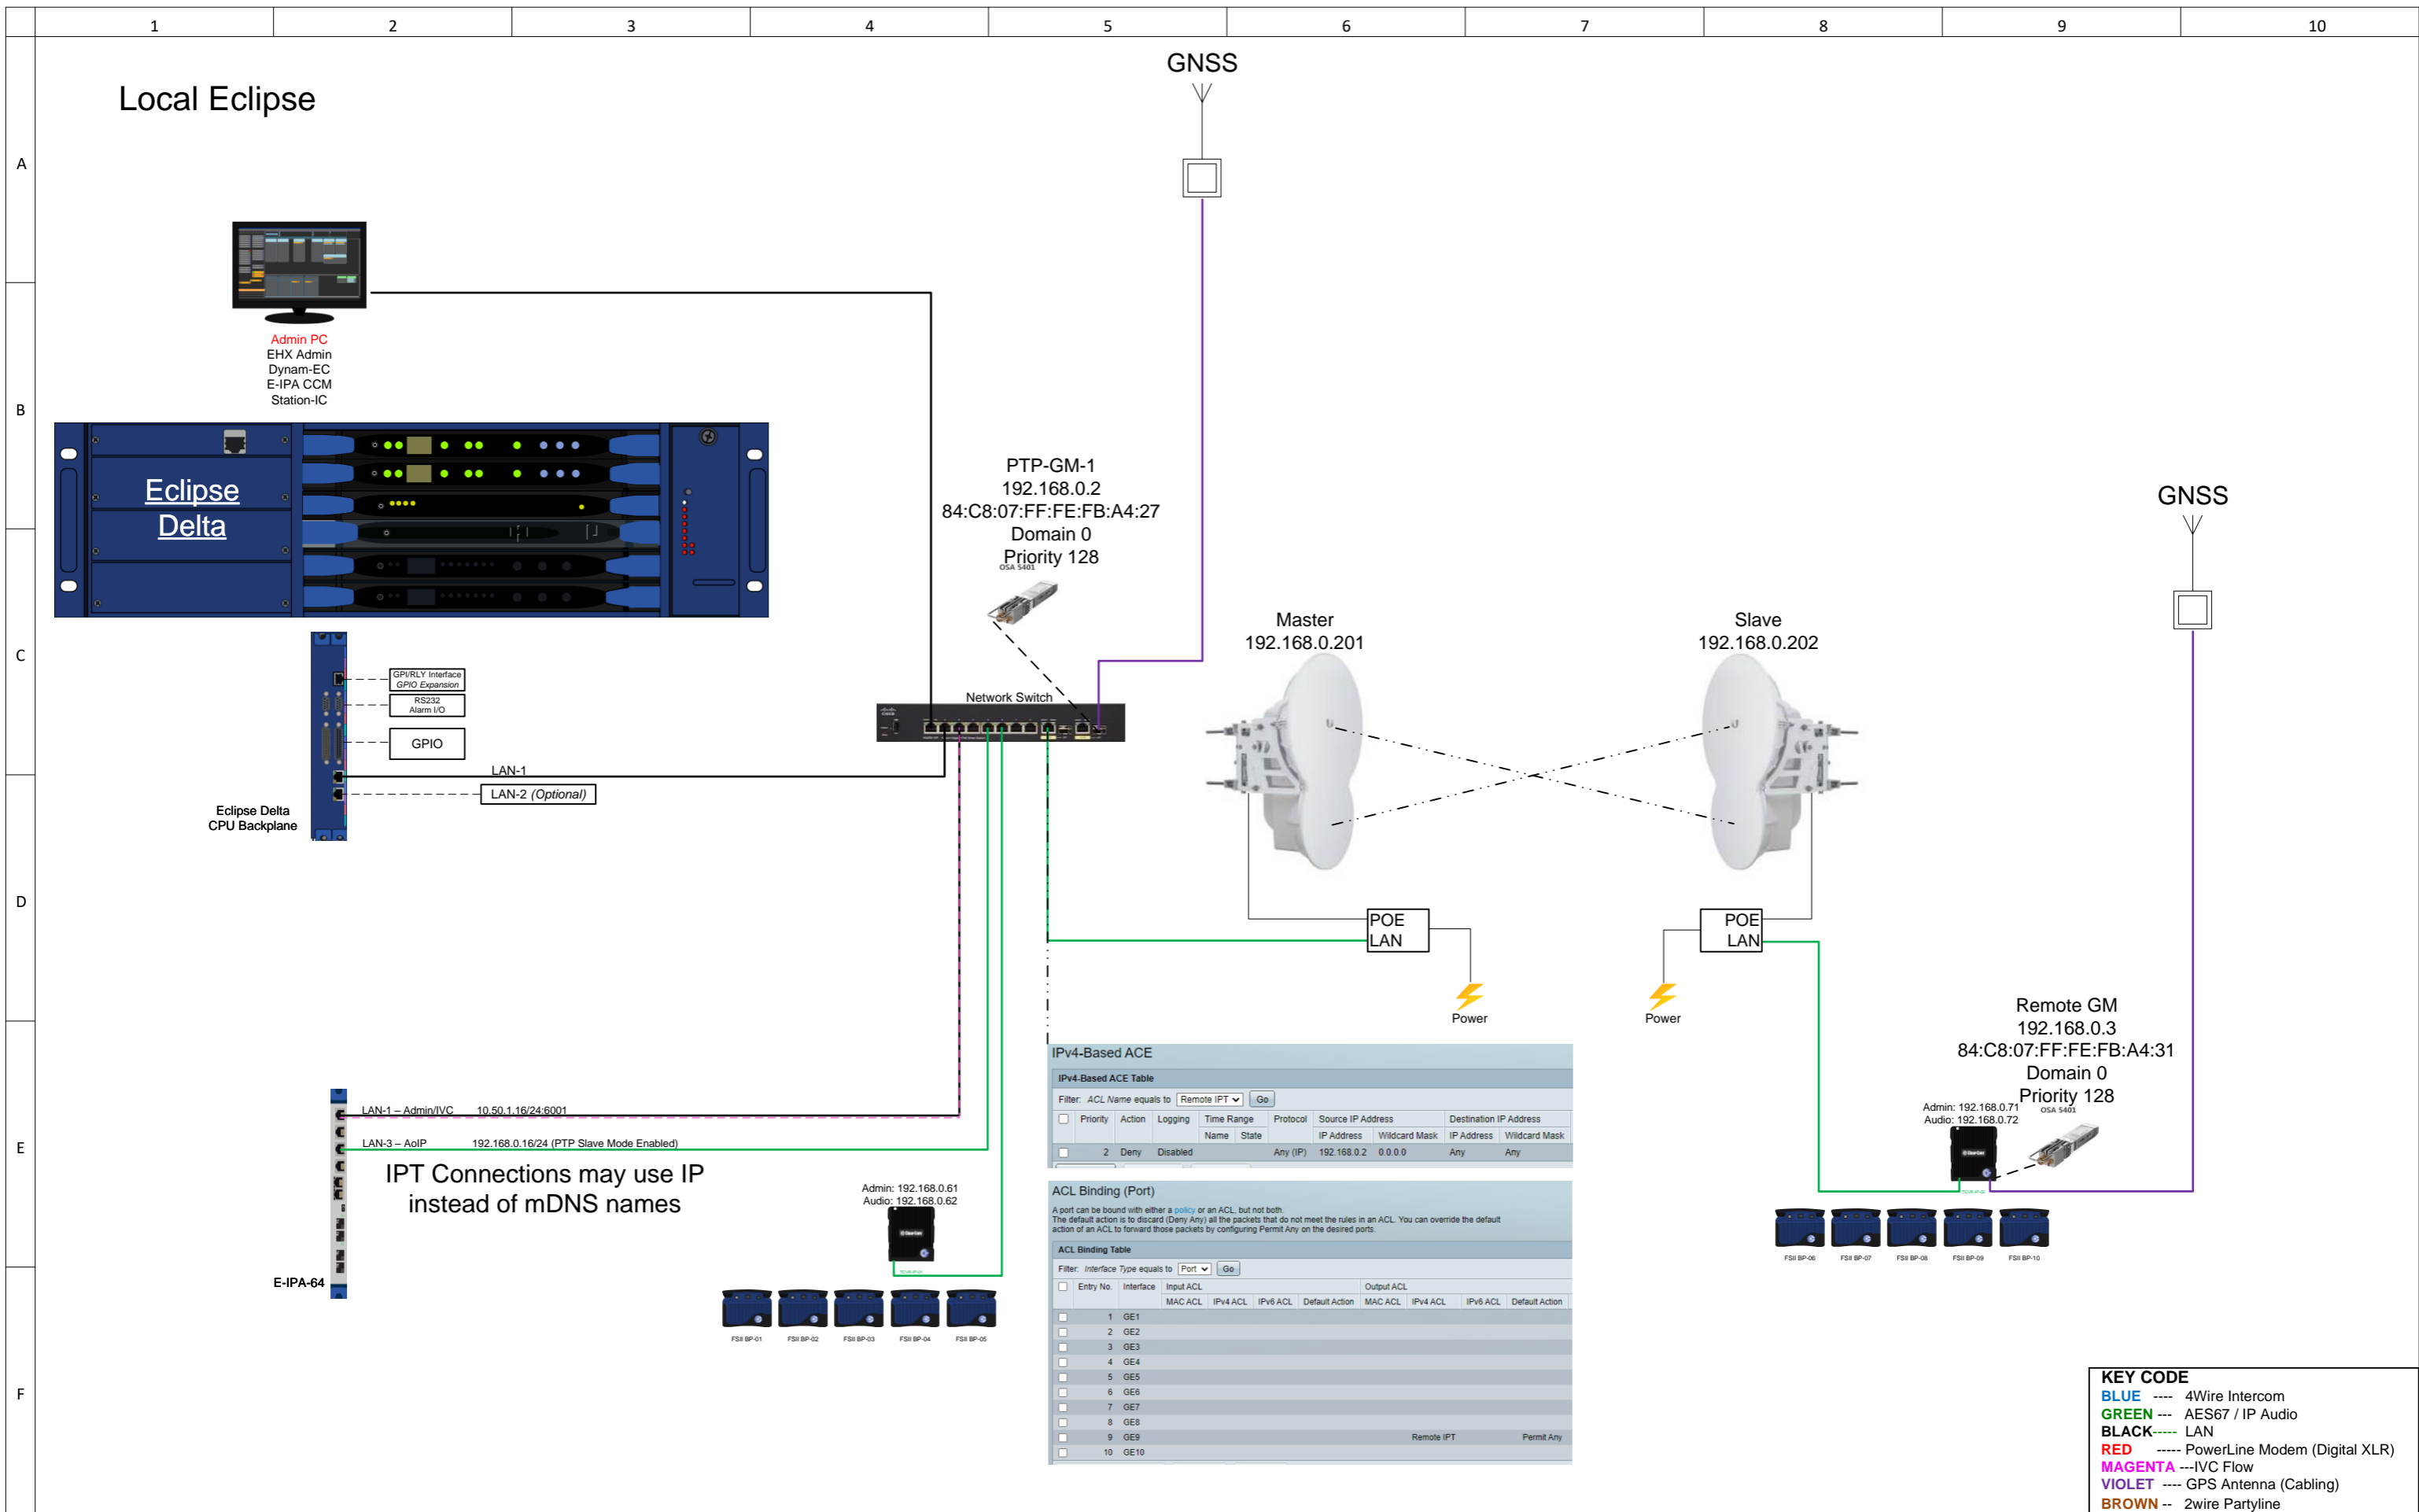 1 2 3 4 5 6 7 8 9 10
A
B
C
D
E
F
Local Eclipse
GNSS
Admin PC
EHX Admin
Dynam-EC
E-IPA CCM
Station-IC
Eclipse
Delta
PTP-GM-1
192.168.0.2
84:C8:07:FF:FE:FB:A4:27
Domain 0
Priority 128
OSA 5401
GNSS
Master
192.168.0.201
Slave
192.168.0.202
Network Switch
GPI/RLY Interface
GPIO Expansion
RS232
Alarm I/O
GPIO
LAN-1
LAN-2 (Optional)
Eclipse Delta
CPU Backplane
POE
LAN
POE
LAN
Power
Power
Remote GM
192.168.0.3
84:C8:07:FF:FE:FB:A4:31
Domain 0
Priority 128
OSA 5401
Admin: 192.168.0.71
Audio: 192.168.0.72
LAN-1 – Admin/IVC 10.50.1.16/24:6001
LAN-3 – AoIP 192.168.0.16/24 (PTP Slave Mode Enabled)
IPT Connections may use IP
instead of mDNS names
E-IPA-64
Admin: 192.168.0.61
Audio: 192.168.0.62
FSII BP-01 FSII BP-02 FSII BP-03 FSII BP-04 FSII BP-05
FSII BP-06 FSII BP-07 FSII BP-08 FSII BP-09 FSII BP-10
IPv4-Based ACE
IPv4-Based ACE Table
Filter: ACL Name equals to Remote IPT Go
Priority Action Logging Time Range Protocol Source IP Address Destination IP Address
Name State IP Address Wildcard Mask IP Address Wildcard Mask
2 Deny Disabled Any (IP) 192.168.0.2 0.0.0.0 Any Any
ACL Binding (Port)
A port can be bound with either a policy or an ACL, but not both.
The default action is to discard (Deny Any) all the packets that do not meet the rules in an ACL. You can override the default
action of an ACL to forward those packets by configuring Permit Any on the desired ports.
ACL Binding Table
Filter: Interface Type equals to Port Go
Entry No. Interface Input ACL Output ACL
MAC ACL IPv4 ACL IPv6 ACL Default Action MAC ACL IPv4 ACL IPv6 ACL Default Action
1 GE1
2 GE2
3 GE3
4 GE4
5 GE5
6 GE6
7 GE7
8 GE8
9 GE9 Remote IPT Permit Any
10 GE10
KEY CODE
BLUE ---- 4Wire Intercom
GREEN --- AES67 / IP Audio
BLACK----- LAN
RED ----- PowerLine Modem (Digital XLR)
MAGENTA ---IVC Flow
VIOLET ---- GPS Antenna (Cabling)
BROWN -- 2wire Partyline